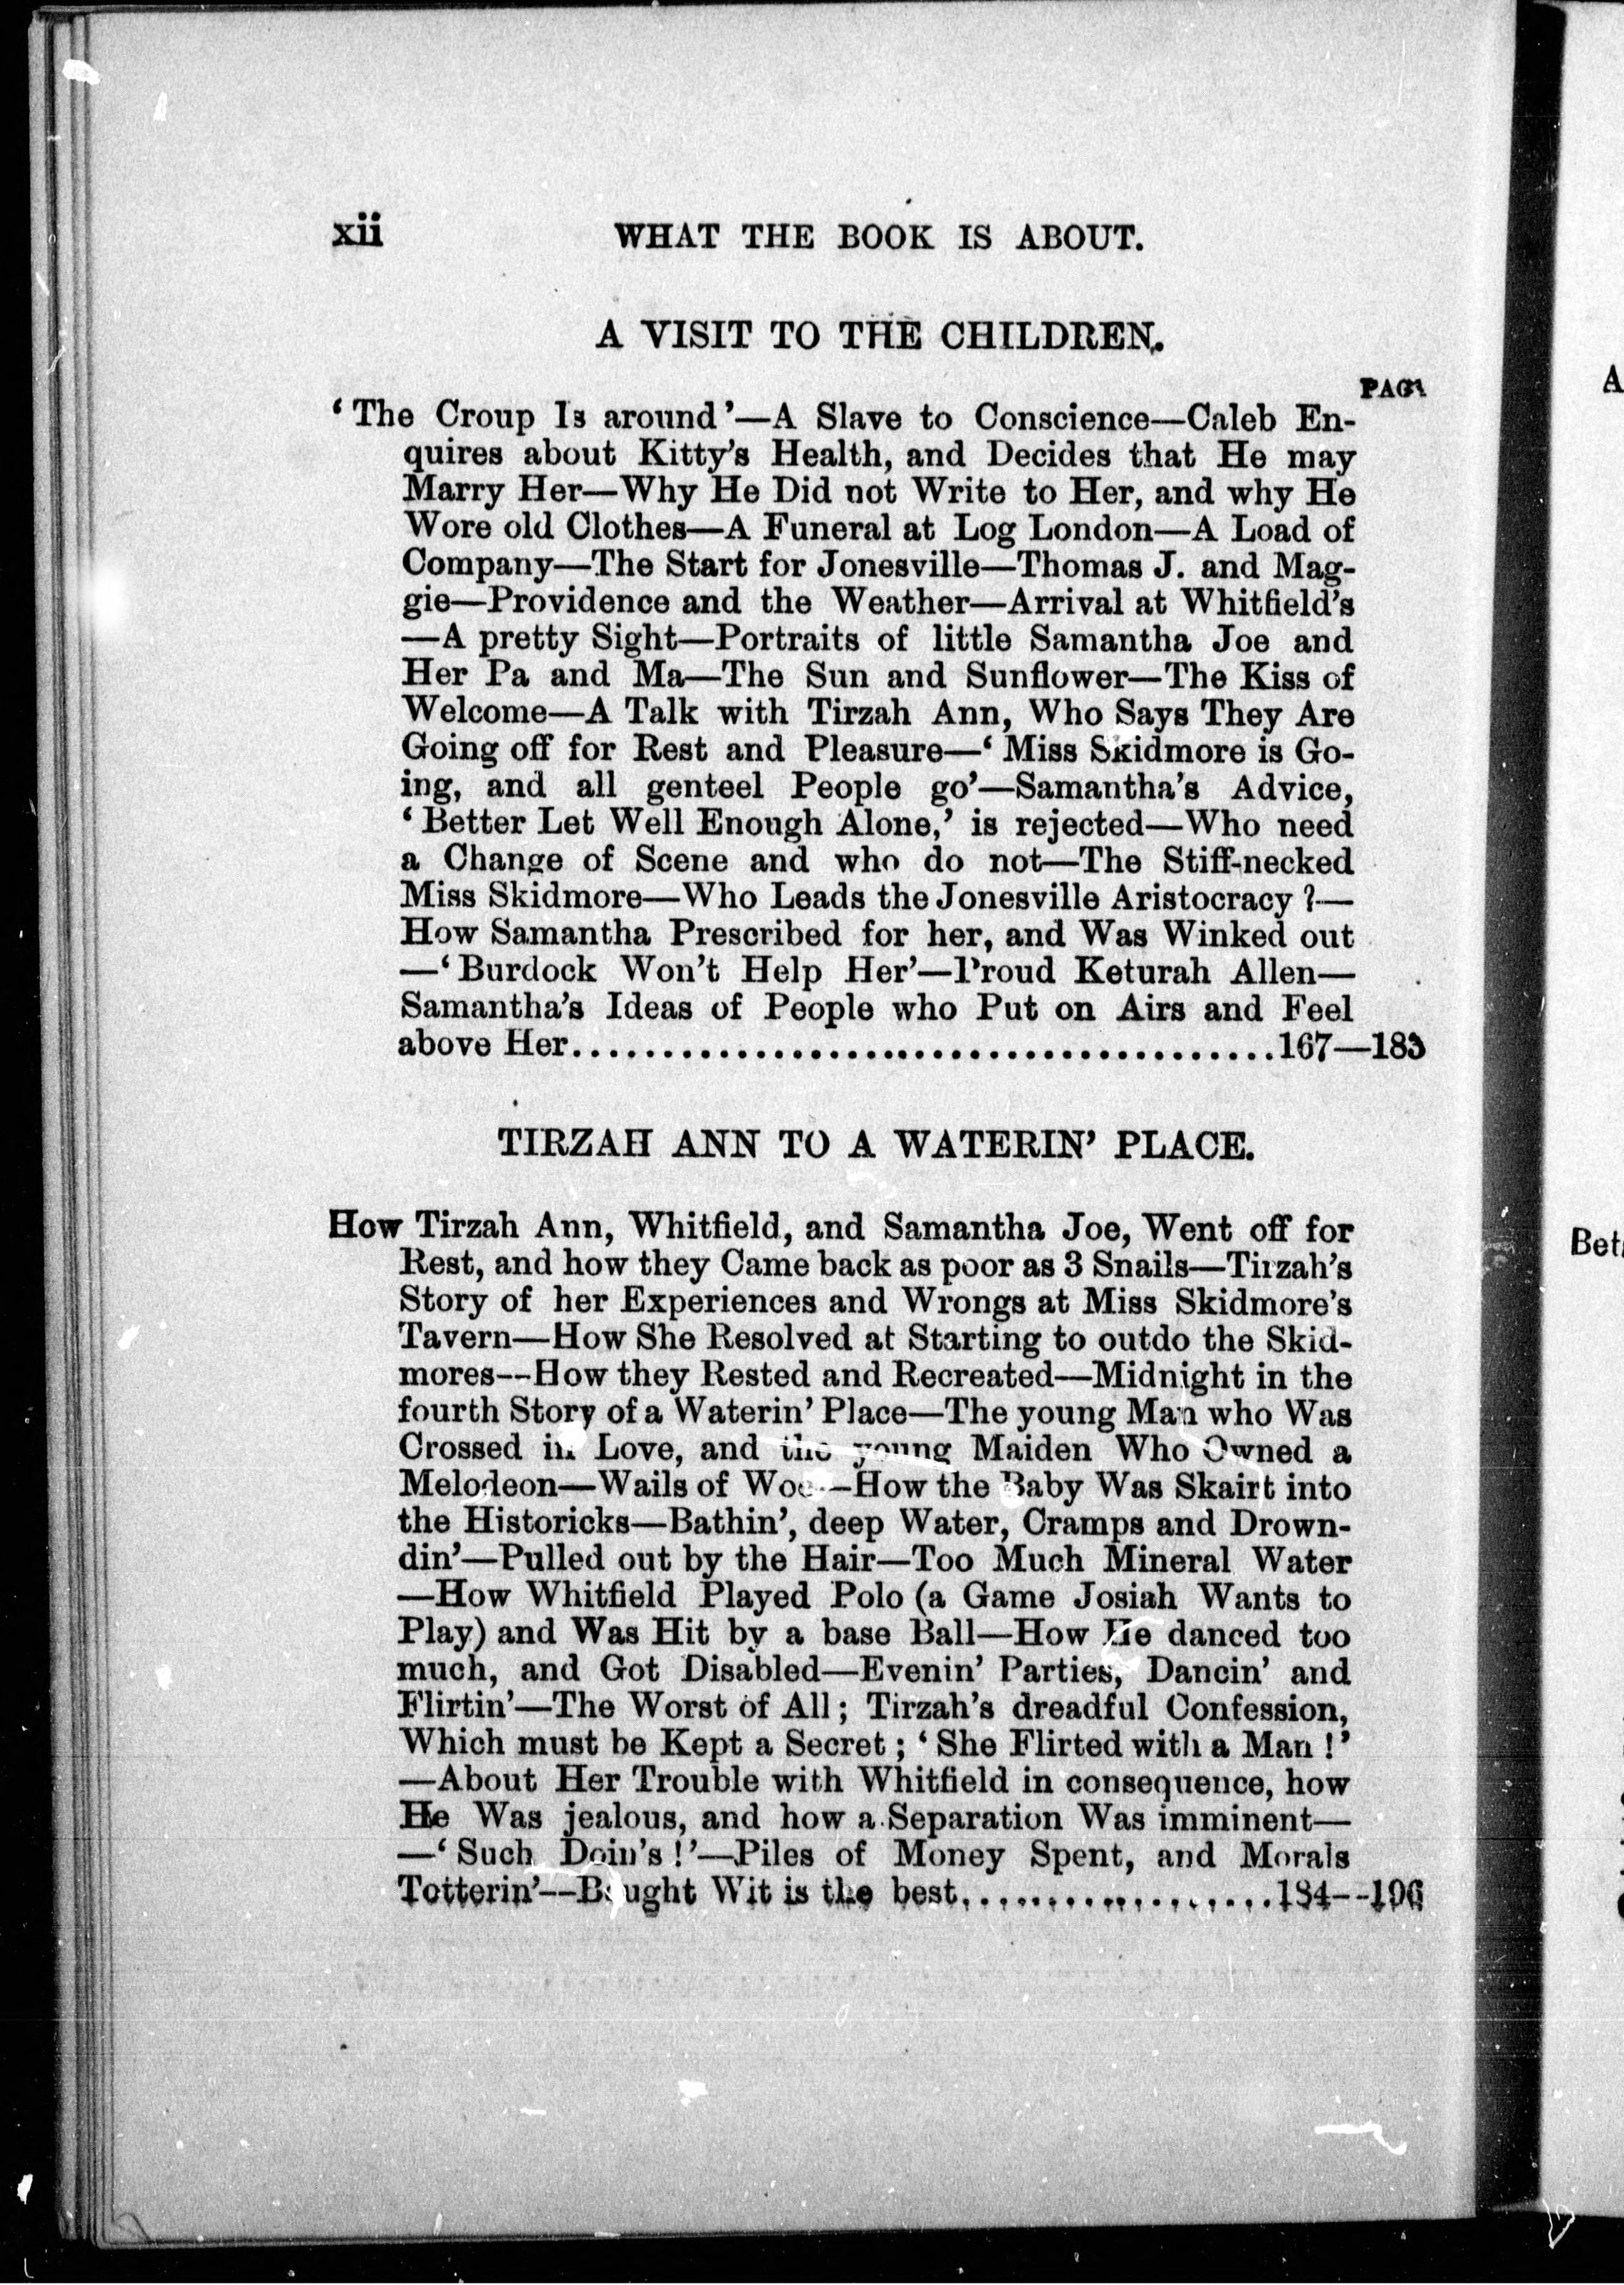 xii WHAT THE BOOK IS ABOUT.
A VISIT TO THE CHILDREN.
PAGE
‘The Croup Is around’—A Slave to Conscience—Caleb En-
quires about Kitty’s Health, and Decides that He may
Marry Her—Why He Did not Write to Her, and why He
Wore old Clothes—A Funeral at Log London—A Load of
Company—The Start for Jonesville—Thomas J. and Mag-
gie—Providence and the Weather—Arrival at Whitfield’s
—A pretty Sight—Portraits of little Samantha Joe and
Her Pa and Ma—The Sun and Sunflower—The Kiss of
Welcome—A Talk with Tirzah Ann, Who Says They Are
Going off for Rest and Pleasure—‘Miss Skidmore is Go-
ing, and all genteel People go’—Samantha’s Advice,
‘Better Let Well Enough Alone,’ is rejected—Who need
a Change of Scene and who do not—The Stiff-necked
Miss Skidmore—Who Leads the Jonesville Aristocracy?—
How Samantha Prescribed for her, and Was Winked out
—‘Burdock Won’t Help Her’—Proud Keturah Allen—
Samantha’s Ideas of People who Put on Airs and Feel
above Her.......................................167—183
TIRZAH ANN TO A WATERIN’ PLACE.
How Tirzah Ann, Whitfield, and Samantha Joe, Went off for
Rest, and how they Came back as poor as 3 Snails—Tirzah’s
Story of her Experiences and Wrongs at Miss Skidmore’s
Tavern—How She Resolved at Starting to outdo the Skid-
mores--How they Rested and Recreated—Midnight in the
fourth Story of a Waterin’ Place—The young Man who Was
Crossed in Love, and the young Maiden Who Owned a
Melodeon—Wails of Woe—How the Baby Was Skairt into
the Historicks—Bathin’, deep Water, Cramps and Drown-
din’—Pulled out by the Hair—Too Much Mineral Water
—How Whitfield Played Polo (a Game Josiah Wants to
Play) and Was Hit by a base Ball—How He danced too
much, and Got Disabled—Evenin’ Parties, Dancin’ and
Flirtin’—The Worst of All; Tirzah’s dreadful Confession,
Which must be Kept a Secret; ‘She Flirted with a Man!’
—About Her Trouble with Whitfield in consequence, how
He Was jealous, and how a Separation Was imminent—
—‘Such Doin’s!’—Piles of Money Spent, and Morals
Totterin’--Bought Wit is the best..................184--196
A
Bet